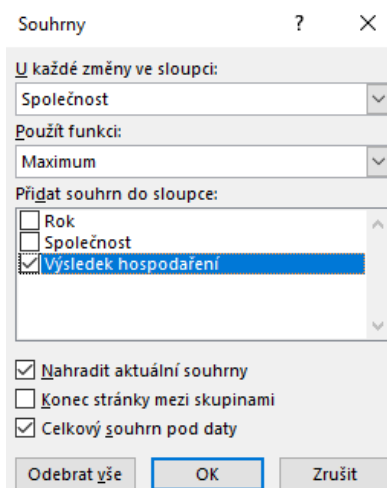 Souhrny ?
U každé změny ve sloupci:
Společnost
Použít funkci:
Maximum
Přidat souhrn do sloupce:
Rok
Společnost
Výsledek hospodaření
Nahradit aktuální souhrny
Konec stránky mezi skupinami
Celkový souhrn pod daty
Odebrat vše OK Zrušit